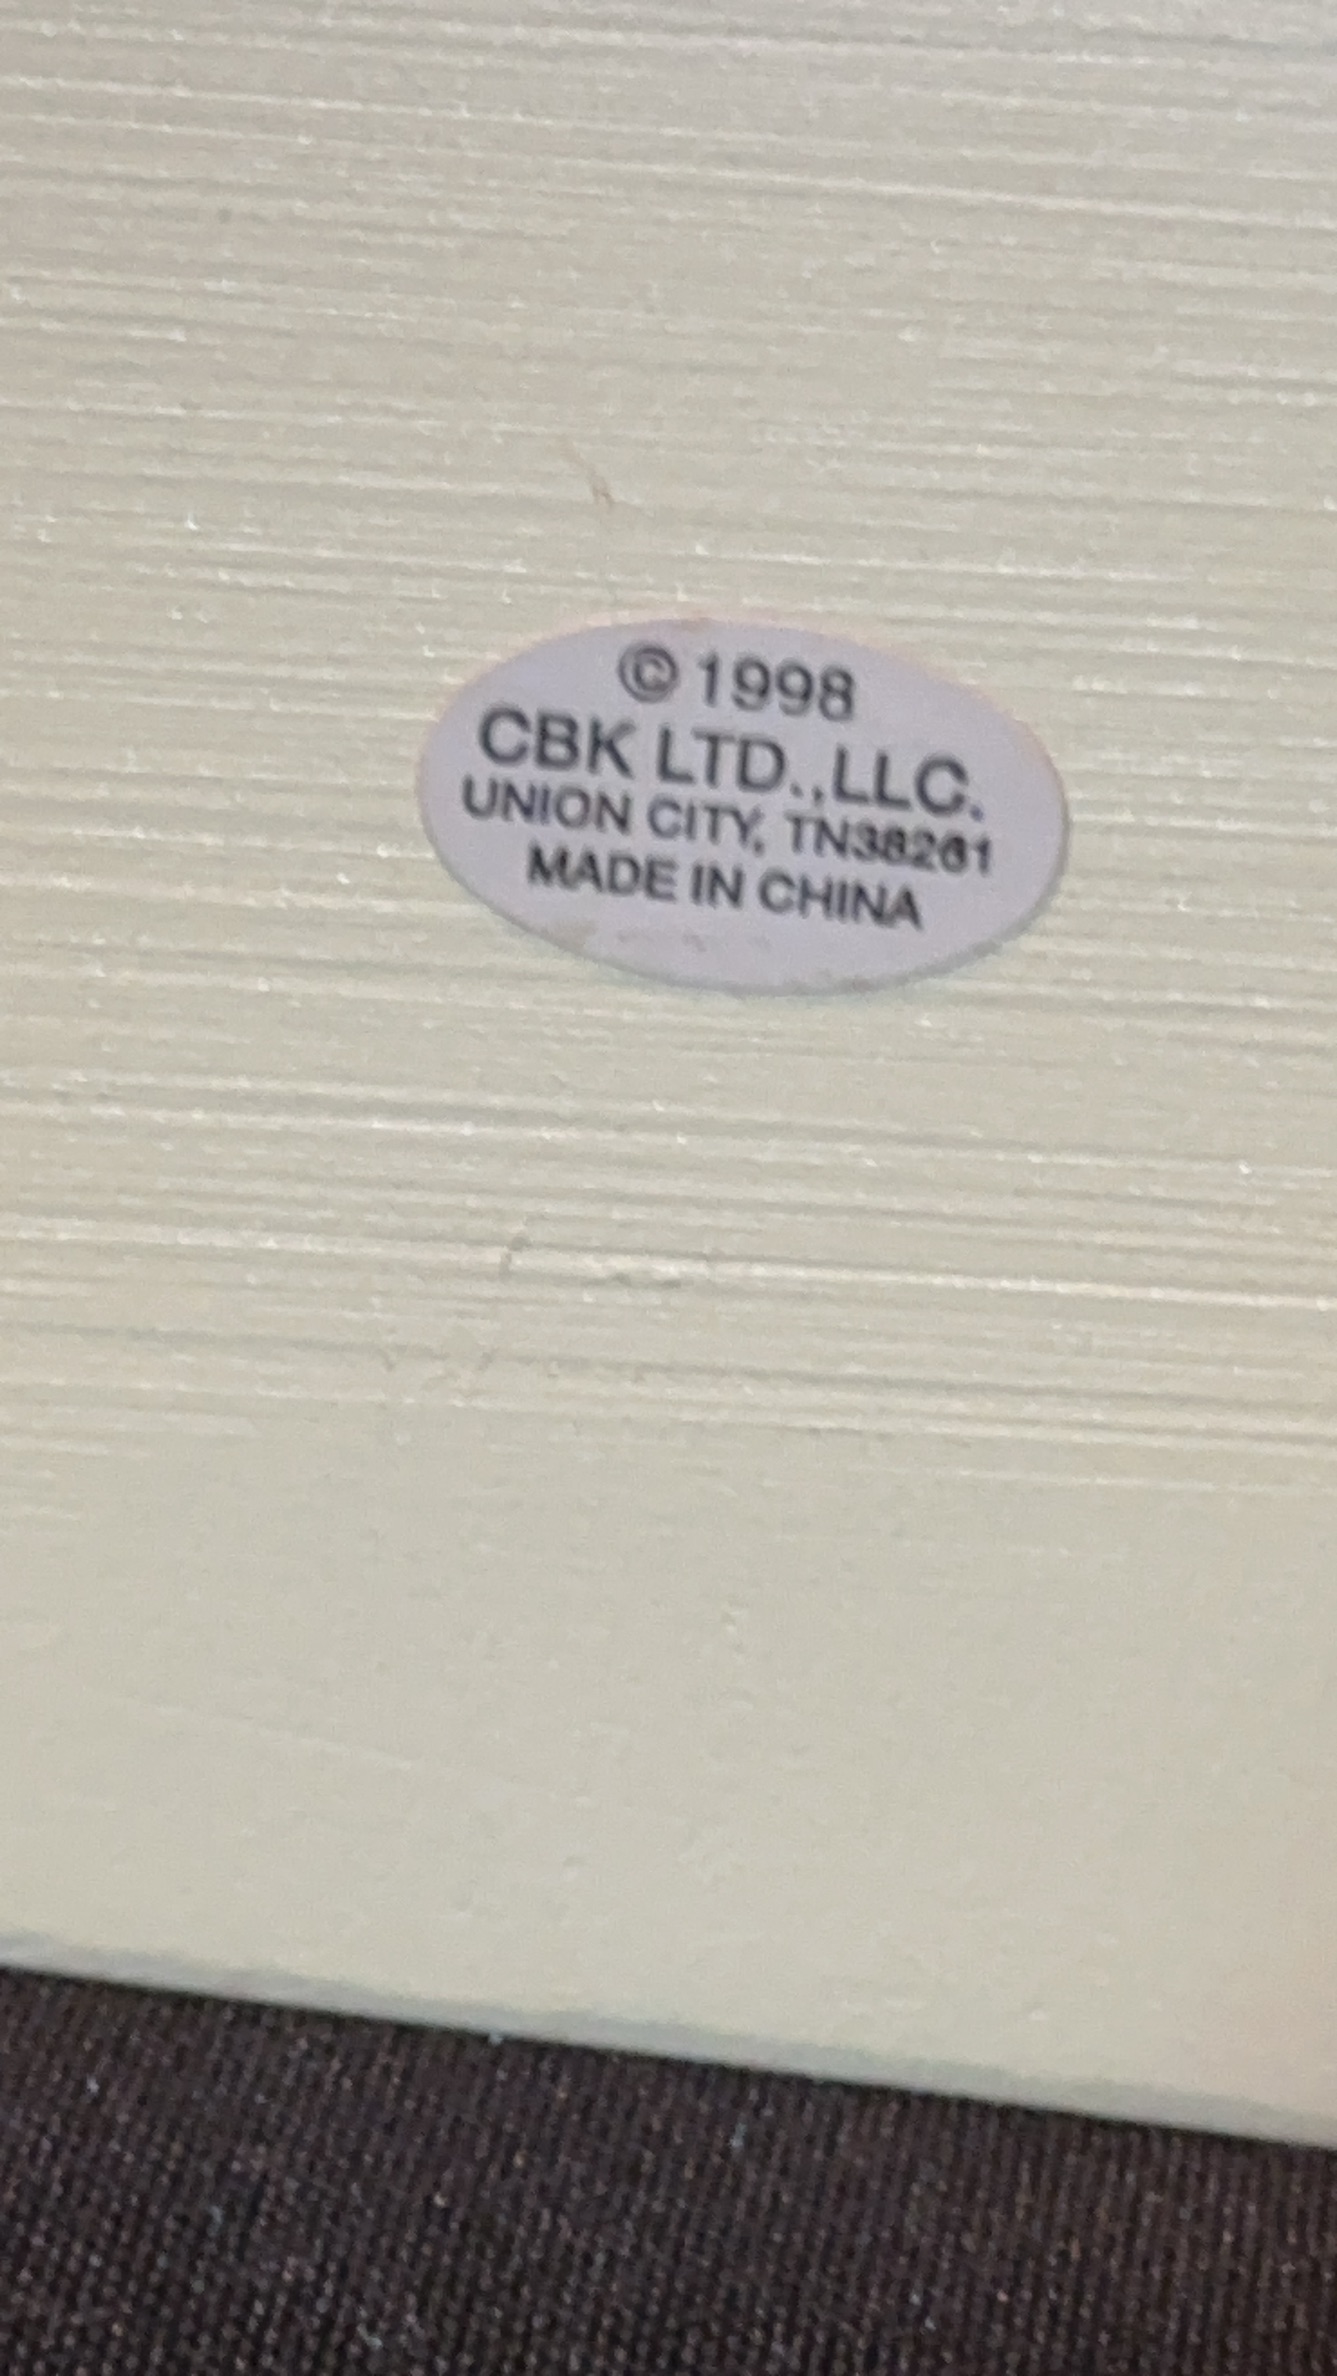 © 1998
CBK LTD.,LLC.
UNION CITY, TN38261
MADE IN CHINA